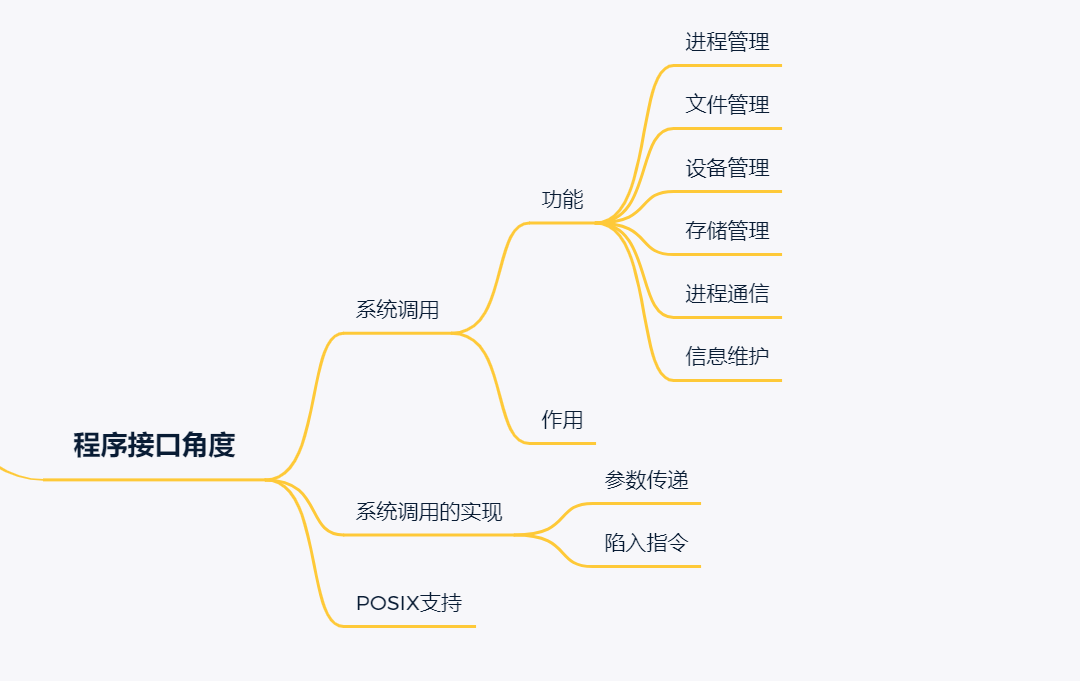 进程管理
文件管理
设备管理
功能
存储管理
进程通信
系统调用
信息维护
作用
程序接口角度
参数传递
系统调用的实现
陷入指令
POSIX支持